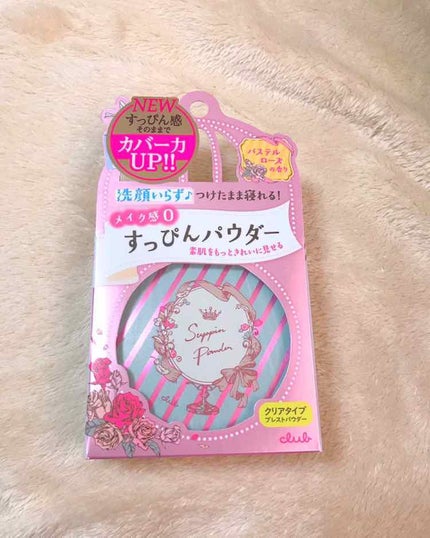 NEW
すっぴん感
そのままで
カバー力
UP!!
パステル
ローズ
の香り
洗顔いらず♪つけたまま寝れる!
メイク感0
すっぴんパウダー
素肌をもっときれいに見せる
Suppin
Powder
club
クリアタイプ
プレストパウダー
club